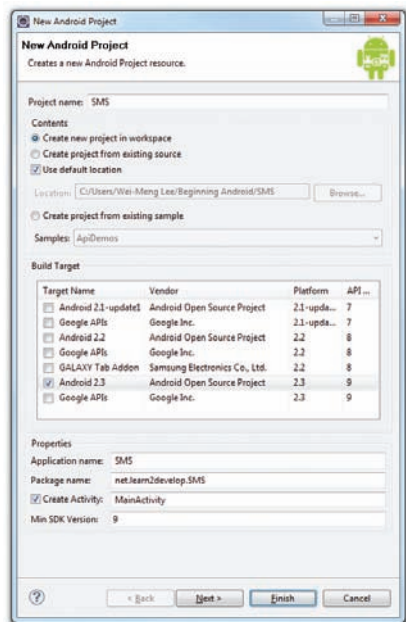 New Android Project
New Android Project
Creates a new Android Project resource.
Project name: SMS
Contents
Create new project in workspace
Create project from existing source
Use default location
Location: C:/Users/Wei-Meng Lee/Beginning Android/SMS Browse...
Create project from existing sample
Samples: ApiDemos
Build Target
Target Name Vendor Platform API ...
Android 2.1-update1 Android Open Source Project 2.1-upda... 7
Google APIs Google Inc. 2.1-upda... 7
Android 2.2 Android Open Source Project 2.2 8
Google APIs Google Inc. 2.2 8
GALAXY Tab Addon Samsung Electronics Co., Ltd. 2.2 8
Android 2.3 Android Open Source Project 2.3 9
Google APIs Google Inc. 2.3 9
Properties
Application name: SMS
Package name: net.learn2develop.SMS
Create Activity: MainActivity
Min SDK Version: 9
? < Back Next > Finish Cancel